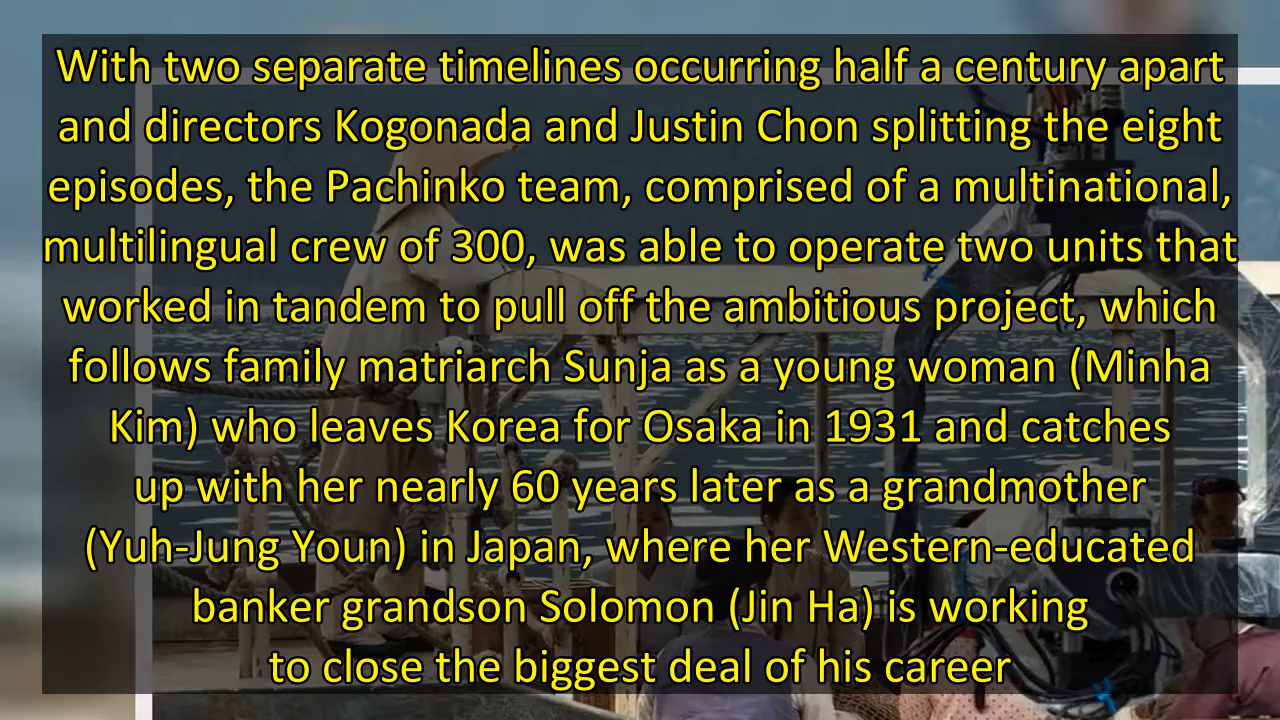 With two separate timelines occurring half a century apart
and directors Kogonada and Justin Chon splitting the eight
episodes, the Pachinko team, comprised of a multinational,
multilingual crew of 300, was able to operate two units that
worked in tandem to pull off the ambitious project, which
follows family matriarch Sunja as a young woman (Minha
Kim) who leaves Korea for Osaka in 1931 and catches
up with her nearly 60 years later as a grandmother
(Yuh-Jung Youn) in Japan, where her Western-educated
banker grandson Solomon (Jin Ha) is working
to close the biggest deal of his career